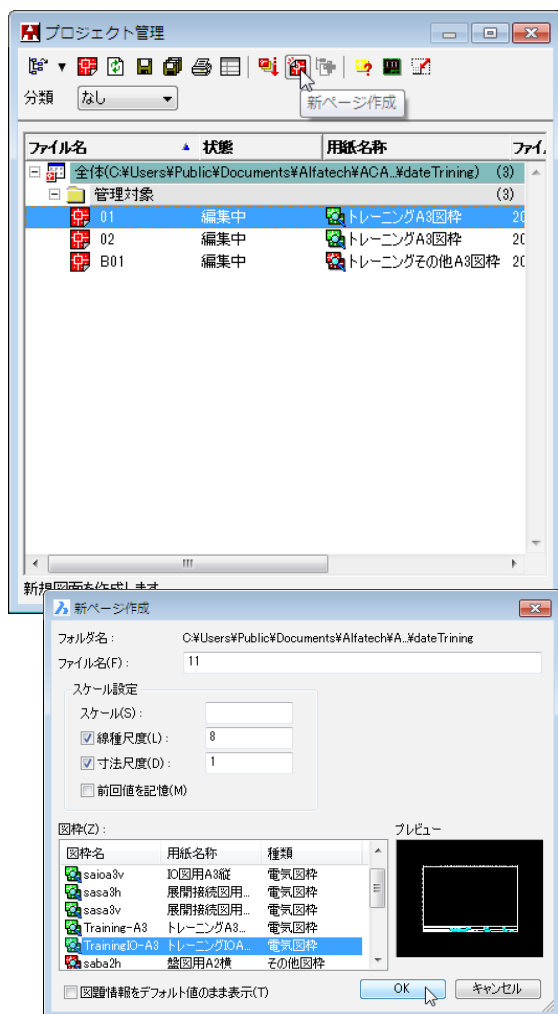 プロジェクト管理
分類 なし
新ページ作成
ファイル名 状態 用紙名称 ファイ
全体(C:¥Users¥Public¥Documents¥Alfatech¥ACA...¥dateTrining) (3)
管理対象 (3)
01 編集中 トレーニングA3図枠 20
02 編集中 トレーニングA3図枠 20
B01 編集中 トレーニングその他A3図枠 20
新規図面を作成します
新ページ作成
フォルダ名: C:¥Users¥Public¥Documents¥Alfatech¥A...¥dateTrining
ファイル名(F): 11
スケール設定
スケール(S):
線種尺度(L): 8
寸法尺度(D): 1
前回値を記憶(M)
図枠(Z): プレビュー
図枠名 用紙名称 種類
saioa3v IO図用A3縦 電気図枠
sasa3h 展開接続図用... 電気図枠
sasa3v 展開接続図用... 電気図枠
Training-A3 トレーニングA3... 電気図枠
TrainingIO-A3 トレーニングIOA... 電気図枠
saba2h 盤図用A2横 その他図枠
図題情報をデフォルト値のまま表示(T) OK キャンセル